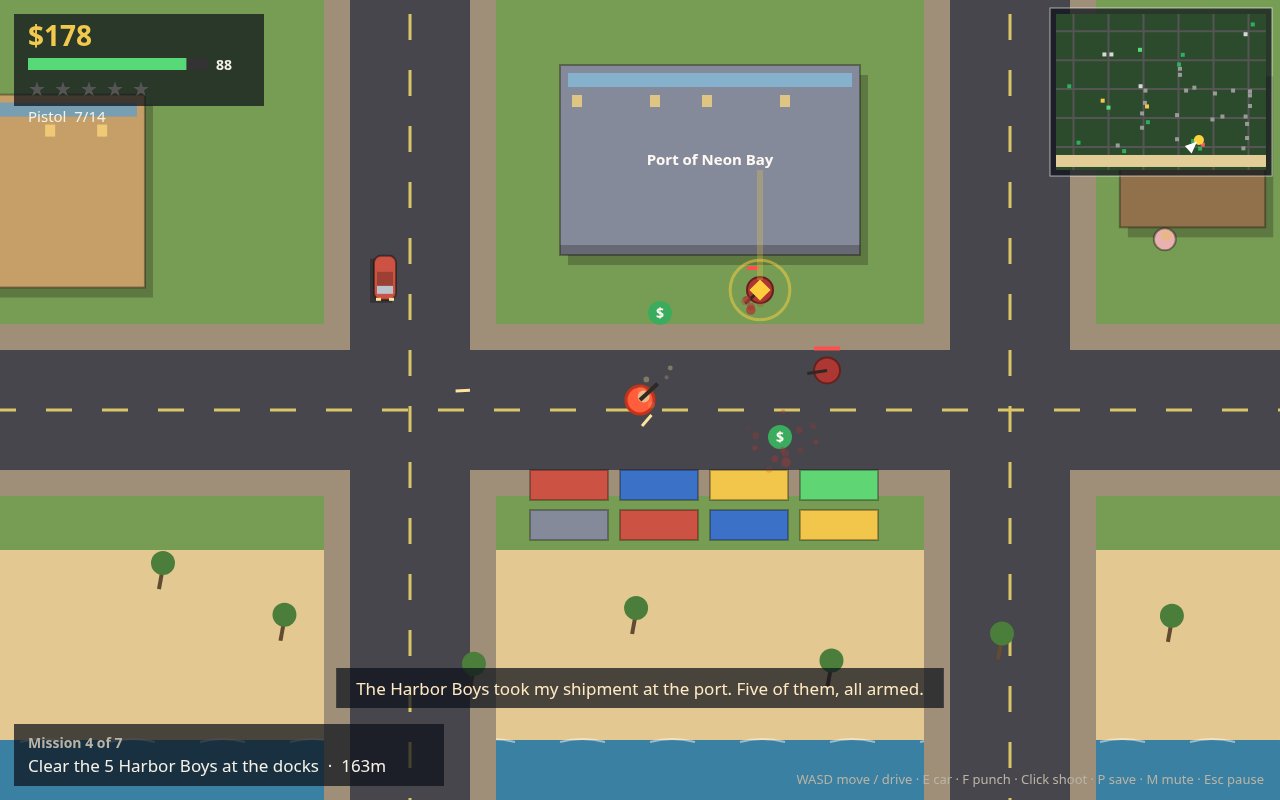 $178
88
Pistol 7/14
Port of Neon Bay
$
$
The Harbor Boys took my shipment at the port. Five of them, all armed.
Mission 4 of 7
Clear the 5 Harbor Boys at the docks · 163m
WASD move / drive · E car · F punch · Click shoot · P save · M mute · Esc pause